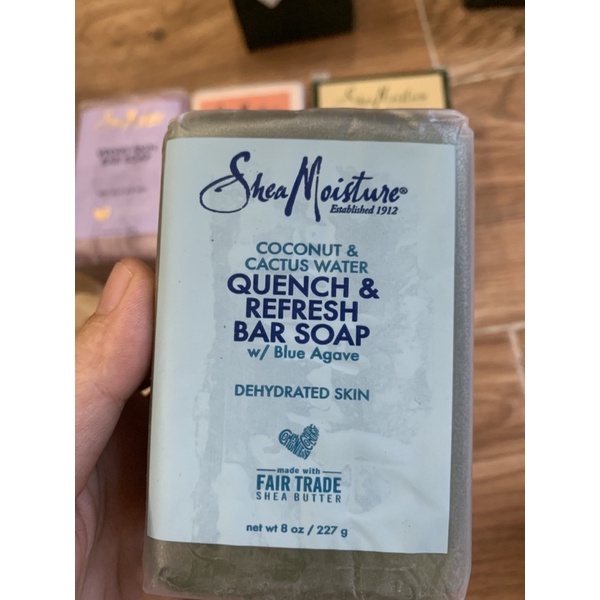 SheaMoisture®
Established 1912
COCONUT &
CACTUS WATER
QUENCH &
REFRESH
BAR SOAP
w/ Blue Agave
DEHYDRATED SKIN
made with
FAIR TRADE
SHEA BUTTER
net wt 8 oz / 227 g